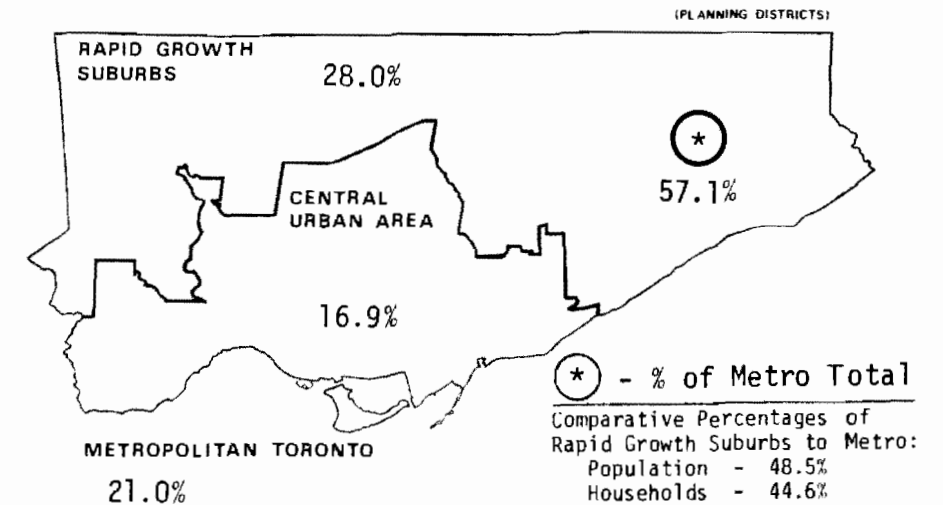 (PLANNING DISTRICTS)
RAPID GROWTH
SUBURBS
28.0%
*
57.1%
CENTRAL
URBAN AREA
16.9%
* - % of Metro Total
Comparative Percentages of
Rapid Growth Suburbs to Metro:
Population - 48.5%
Households - 44.6%
METROPOLITAN TORONTO
21.0%